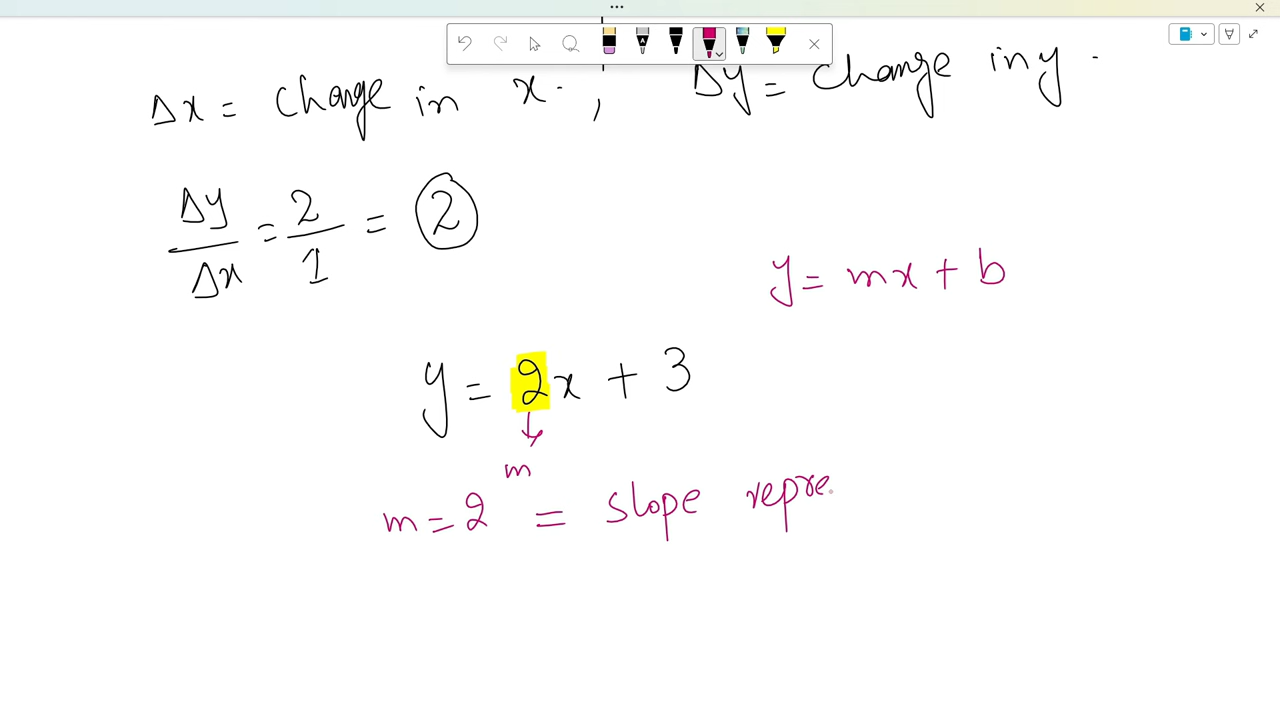 Δx = change in x. , Δy = change in y.
Δy/Δx = 2/1 = 2
y = mx + b
y = 2x + 3
m
m = 2 = slope repre